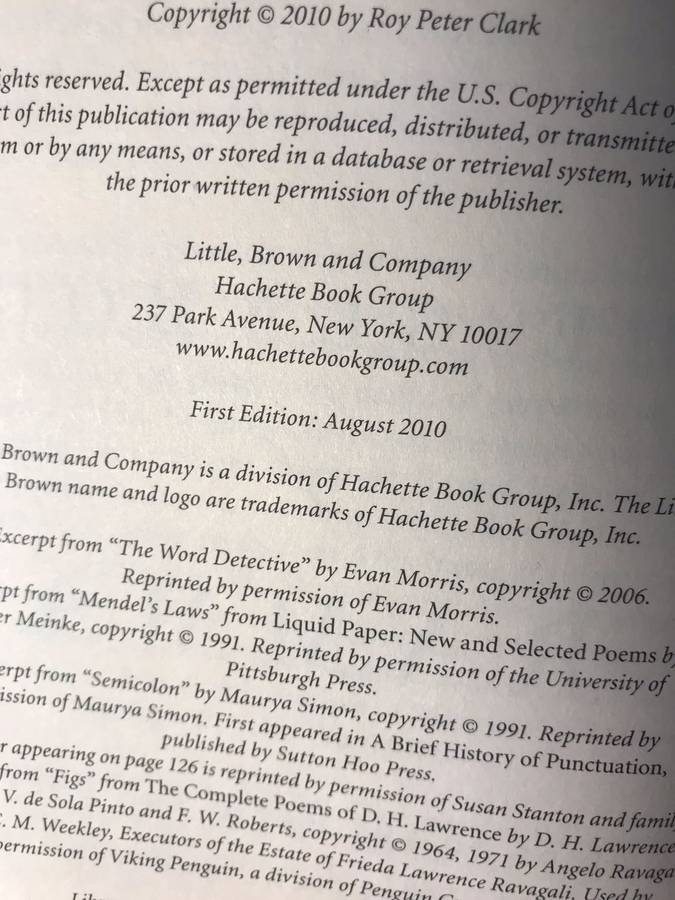 Copyright © 2010 by Roy Peter Clark
ights reserved. Except as permitted under the U.S. Copyright Act o
t of this publication may be reproduced, distributed, or transmitte
m or by any means, or stored in a database or retrieval system, wit
the prior written permission of the publisher.
Little, Brown and Company
Hachette Book Group
237 Park Avenue, New York, NY 10017
www.hachettebookgroup.com
First Edition: August 2010
Brown and Company is a division of Hachette Book Group, Inc. The Li
Brown name and logo are trademarks of Hachette Book Group, Inc.
xcerpt from “The Word Detective” by Evan Morris, copyright © 2006.
Reprinted by permission of Evan Morris.
rpt from “Mendel’s Laws” from Liquid Paper: New and Selected Poems b
er Meinke, copyright © 1991. Reprinted by permission of the University of
Pittsburgh Press.
erpt from “Semicolon” by Maurya Simon, copyright © 1991. Reprinted by
ission of Maurya Simon. First appeared in A Brief History of Punctuation,
published by Sutton Hoo Press.
r appearing on page 126 is reprinted by permission of Susan Stanton and famil
from “Figs” from The Complete Poems of D. H. Lawrence by D. H. Lawrence
V. de Sola Pinto and F. W. Roberts, copyright © 1964, 1971 by Angelo Ravaga
. M. Weekley, Executors of the Estate of Frieda Lawrence Ravagali. Used by
permission of Viking Penguin, a division of Penguin